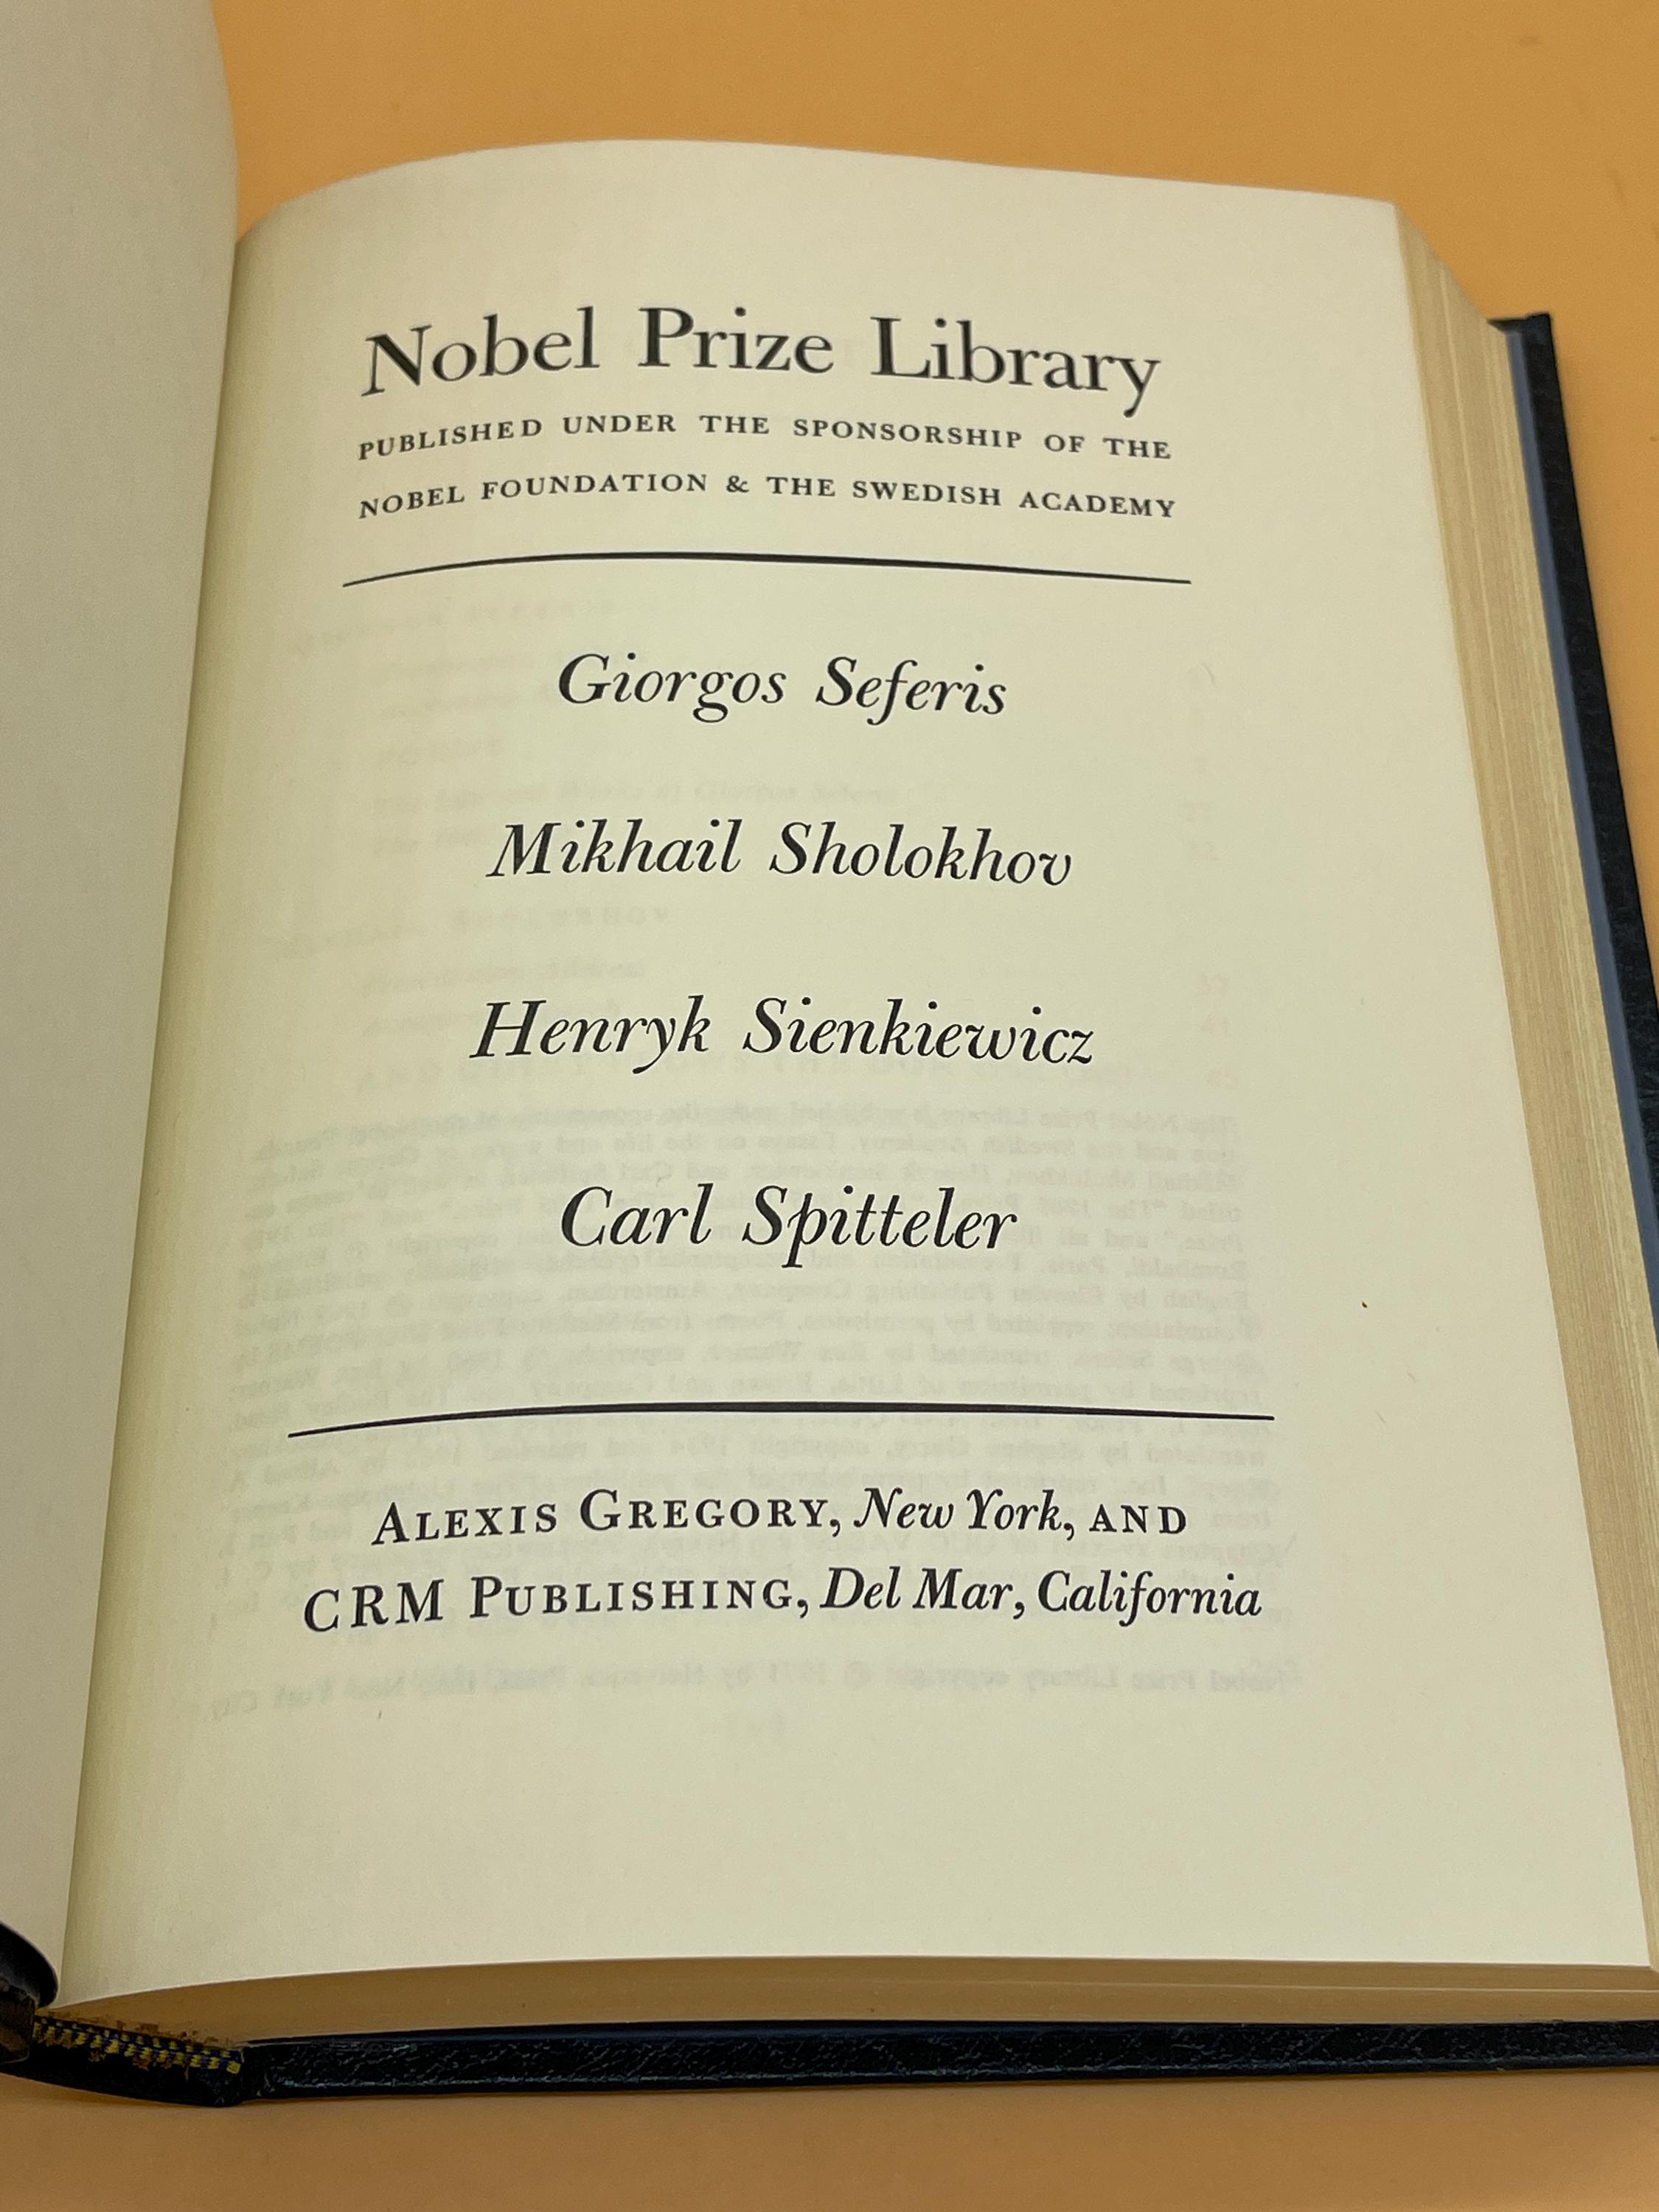 Nobel Prize Library
PUBLISHED UNDER THE SPONSORSHIP OF THE
NOBEL FOUNDATION & THE SWEDISH ACADEMY
Giorgos Seferis
Mikhail Sholokhov
Henryk Sienkiewicz
Carl Spitteler
ALEXIS GREGORY, New York, AND
CRM PUBLISHING, Del Mar, California